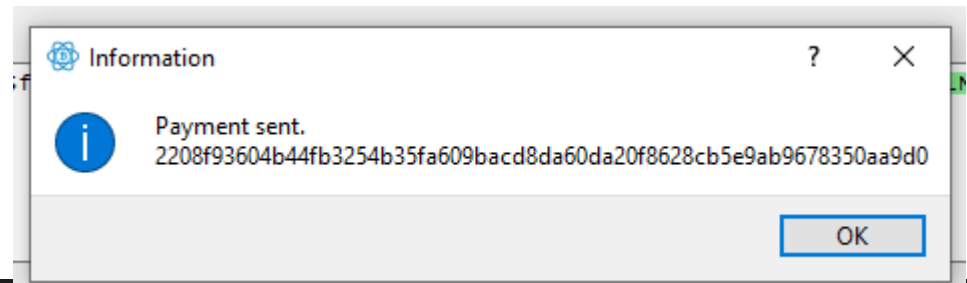 Information
Payment sent.
2208f93604b44fb3254b35fa609bacd8da60da20f8628cb5e9ab9678350aa9d0
OK